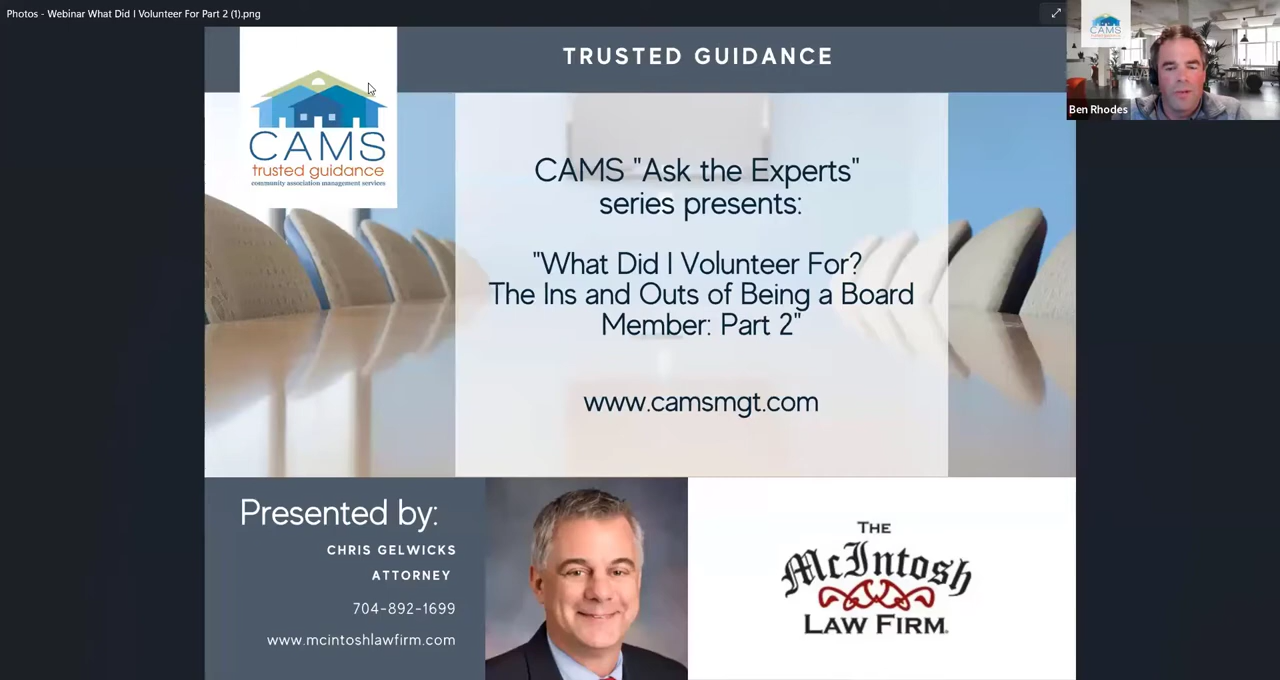 Photos - Webinar What Did I Volunteer For Part 2 (1).png
TRUSTED GUIDANCE
CAMS
Ben Rhodes
CAMS
trusted guidance
community association management services
CAMS "Ask the Experts"
series presents:
"What Did I Volunteer For?
The Ins and Outs of Being a Board
Member: Part 2"
www.camsmgt.com
Presented by:
CHRIS GELWICKS
ATTORNEY
704-892-1699
www.mcintoshlawfirm.com
THE
McIntosh
LAW FIRM